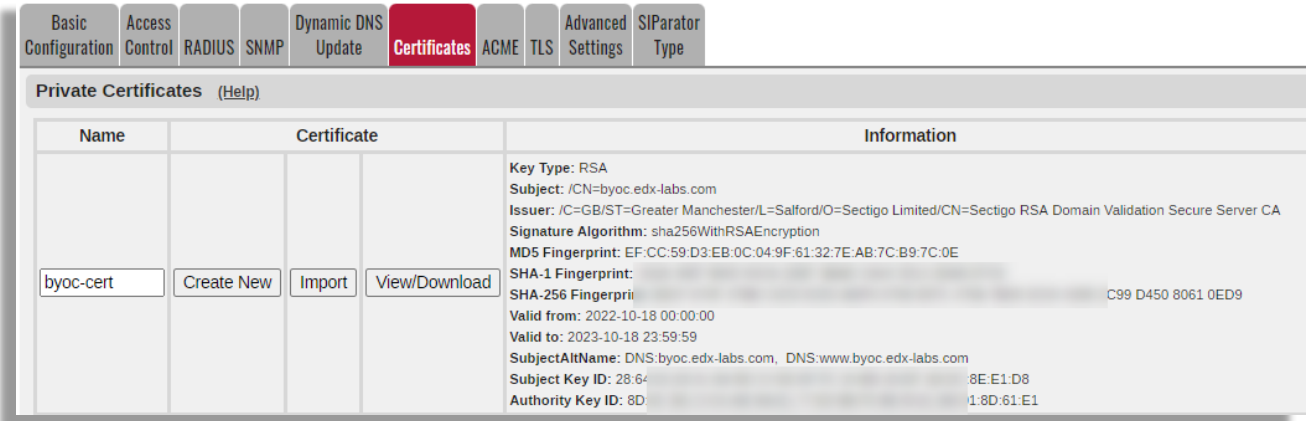 Basic Configuration Access Control RADIUS SNMP Dynamic DNS Update Certificates ACME TLS Advanced Settings SIParator Type
Private Certificates (Help)
Name Certificate Information
byoc-cert Create New Import View/Download
Key Type: RSA
Subject: /CN=byoc.edx-labs.com
Issuer: /C=GB/ST=Greater Manchester/L=Salford/O=Sectigo Limited/CN=Sectigo RSA Domain Validation Secure Server CA
Signature Algorithm: sha256WithRSAEncryption
MD5 Fingerprint: EF:CC:59:D3:EB:0C:04:9F:61:32:7E:AB:7C:B9:7C:0E
SHA-1 Fingerprint:
SHA-256 C99 D450 8061 0ED9
Valid from: 2022-10-18 00:00:00
Valid to: 2023-10-18 23:59:59
SubjectAltName: DNS:byoc.edx-labs.com, DNS:www.byoc.edx-labs.com
Subject Key ID: 28:64 :8E:E1:D8
Authority Key ID: 8D 1:8D:61:E1